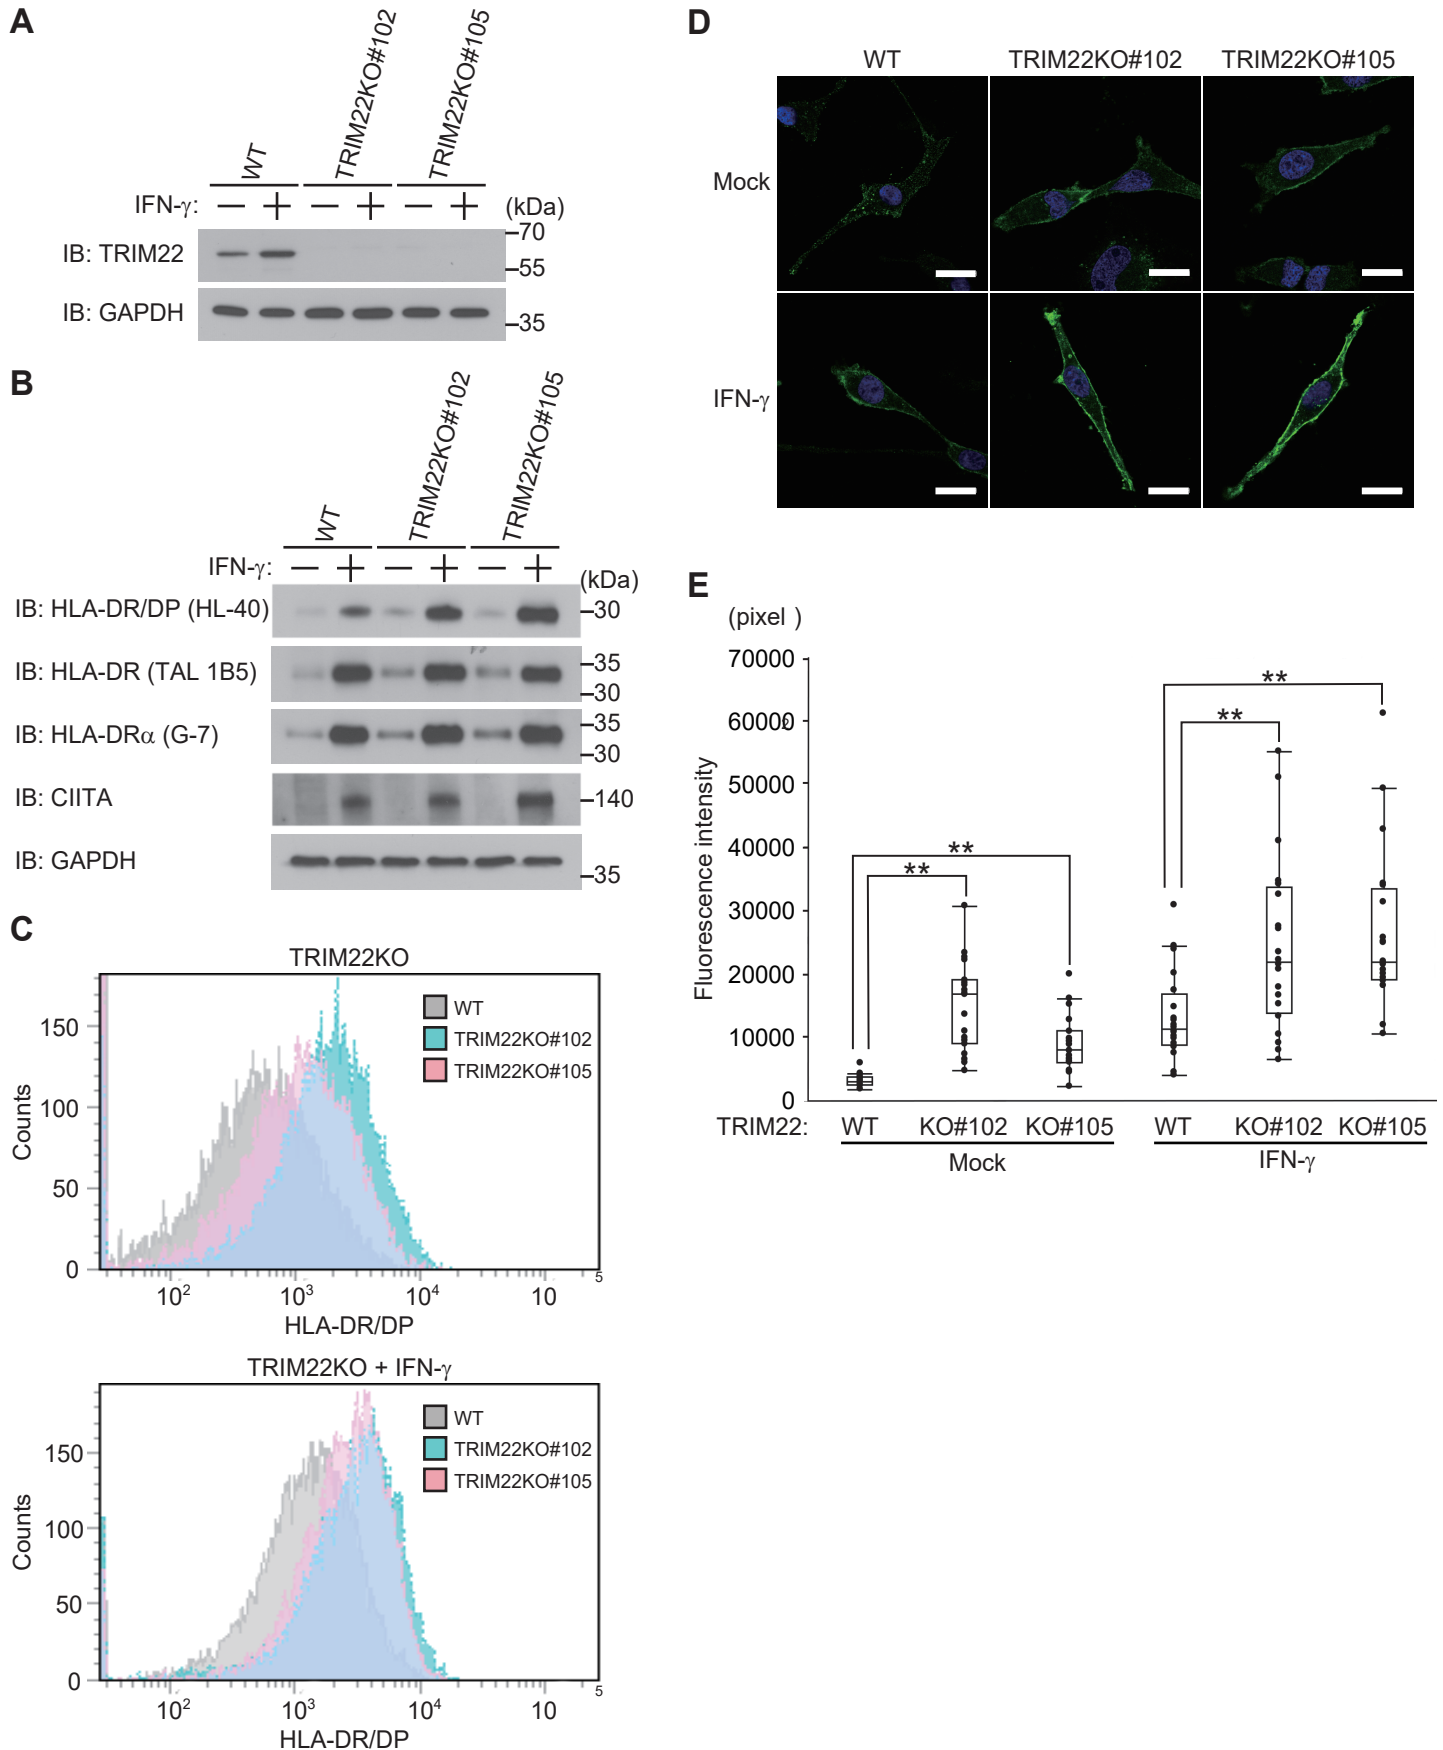 A
WT
TRIM22KO#102
TRIM22KO#105
IFN-γ: − + − + − + (kDa)
IB: TRIM22
70
55
IB: GAPDH
35
B
WT
TRIM22KO#102
TRIM22KO#105
IFN-γ: − + − + − + (kDa)
IB: HLA-DR/DP (HL-40)
30
IB: HLA-DR (TAL 1B5)
35
30
IB: HLA-DRα (G-7)
35
30
IB: CIITA
140
IB: GAPDH
35
C
TRIM22KO
WT
TRIM22KO#102
TRIM22KO#105
150
100
50
0
Counts
10² 10³ 10⁴ 10 5
HLA-DR/DP
TRIM22KO + IFN-γ
WT
TRIM22KO#102
TRIM22KO#105
150
100
50
0
Counts
10² 10³ 10⁴ 10 5
HLA-DR/DP
D
WT TRIM22KO#102 TRIM22KO#105
Mock
IFN-γ
E
(pixel )
70000
60000
50000
40000
30000
20000
10000
0
Fluorescence intensity
** ** ** **
TRIM22: WT KO#102 KO#105 WT KO#102 KO#105
Mock IFN-γ